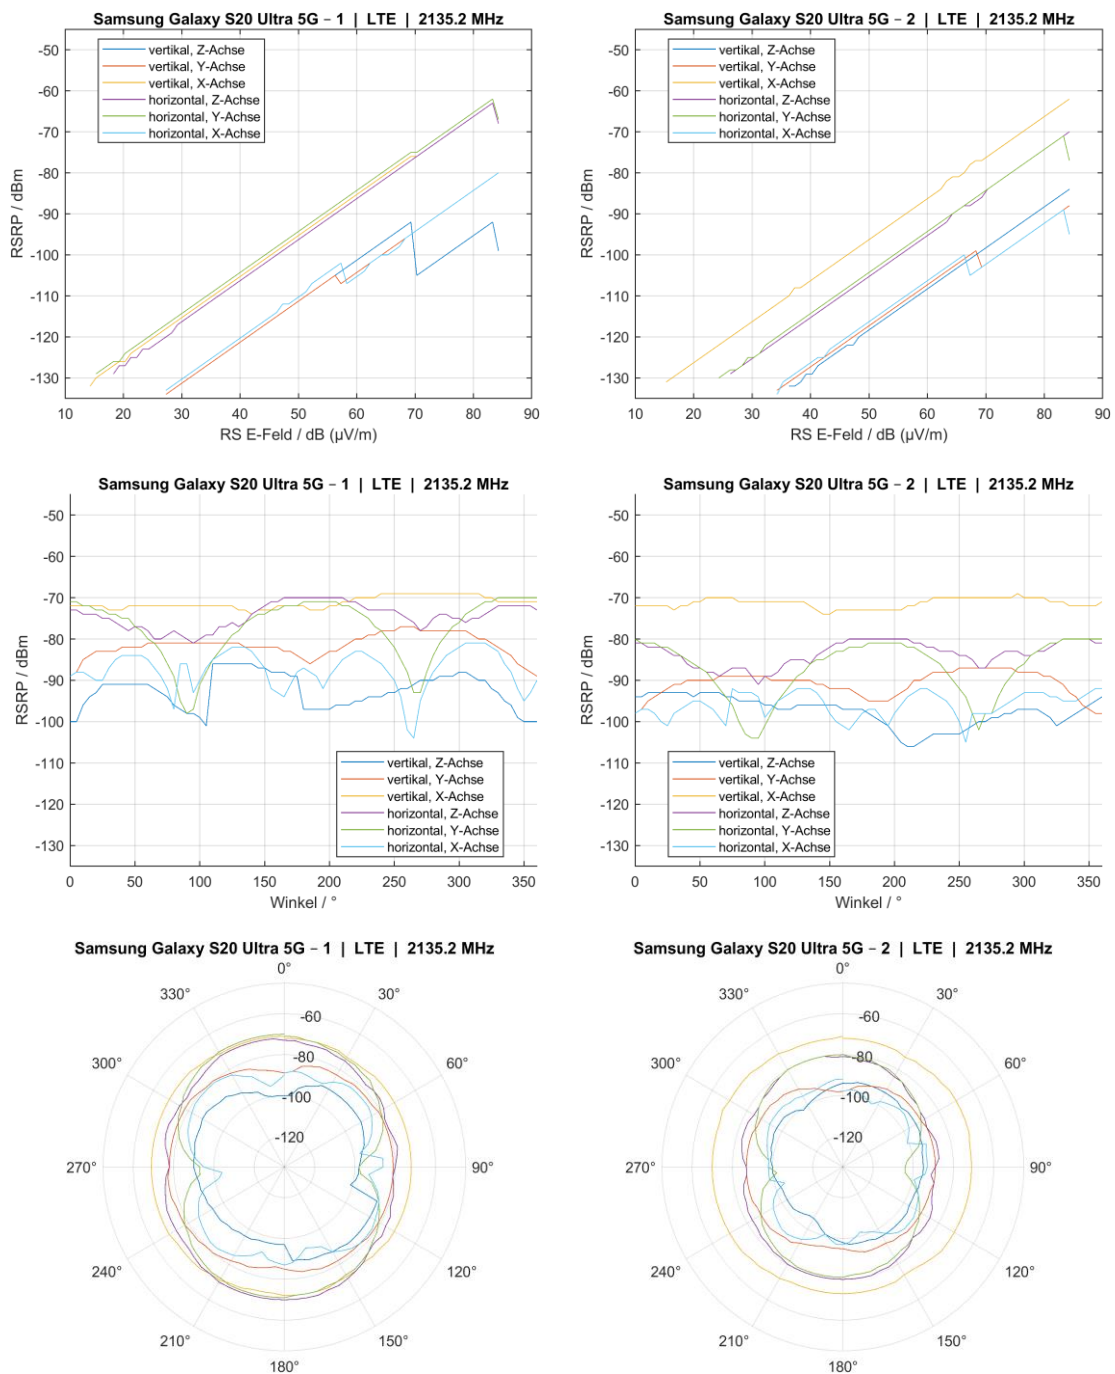 Samsung Galaxy S20 Ultra 5G – 1 | LTE | 2135.2 MHz
-50
-60
-70
-80
-90
-100
-110
-120
-130
RSRP / dBm
vertikal, Z-Achse
vertikal, Y-Achse
vertikal, X-Achse
horizontal, Z-Achse
horizontal, Y-Achse
horizontal, X-Achse
10 20 30 40 50 60 70 80 90
RS E-Feld / dB (µV/m)
Samsung Galaxy S20 Ultra 5G – 2 | LTE | 2135.2 MHz
-50
-60
-70
-80
-90
-100
-110
-120
-130
RSRP / dBm
vertikal, Z-Achse
vertikal, Y-Achse
vertikal, X-Achse
horizontal, Z-Achse
horizontal, Y-Achse
horizontal, X-Achse
20 30 40 50 60 70 80 90
RS E-Feld / dB (µV/m)
Samsung Galaxy S20 Ultra 5G – 1 | LTE | 2135.2 MHz
-50
-60
-70
-80
-90
-100
-110
-120
-130
RSRP / dBm
vertikal, Z-Achse
vertikal, Y-Achse
vertikal, X-Achse
horizontal, Z-Achse
horizontal, Y-Achse
horizontal, X-Achse
0 50 100 150 200 250 300 350
Winkel / °
Samsung Galaxy S20 Ultra 5G – 2 | LTE | 2135.2 MHz
-50
-60
-70
-80
-90
-100
-110
-120
-130
RSRP / dBm
vertikal, Z-Achse
vertikal, Y-Achse
vertikal, X-Achse
horizontal, Z-Achse
horizontal, Y-Achse
horizontal, X-Achse
0 50 100 150 200 250 300 350
Winkel / °
Samsung Galaxy S20 Ultra 5G – 1 | LTE | 2135.2 MHz
0°
330° 30°
-60
300° -80 60°
-100
-120
270° 90°
240° 120°
210° 150°
180°
Samsung Galaxy S20 Ultra 5G – 2 | LTE | 2135.2 MHz
0°
330° 30°
-60
300° -80 60°
-100
-120
270° 90°
240° 120°
210° 150°
180°